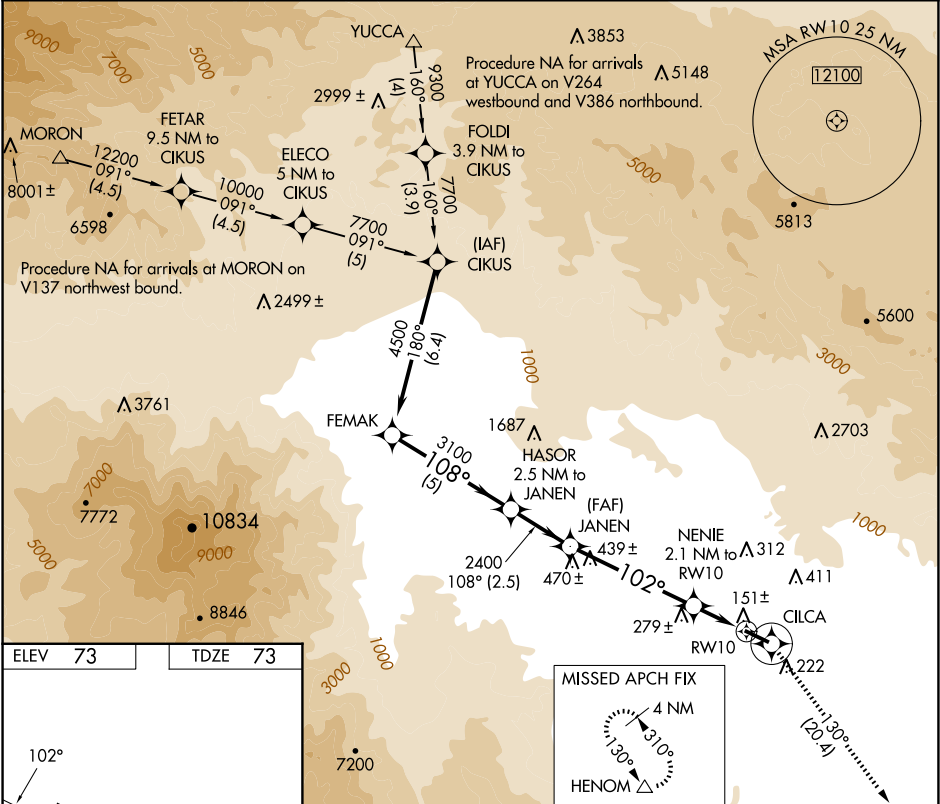 9000
7000
5000
YUCCA
3853
MSA RW10 25 NM
12100
Procedure NA for arrivals
at YUCCA on V264
westbound and V386 northbound.
5148
9300
160°
(4)
2999 ±
MORON
8001±
FETAR
9.5 NM to
CIKUS
ELECO
5 NM to
CIKUS
FOLDI
3.9 NM to
CIKUS
12200
091°
(4.5)
10000
091°
(4.5)
7700
091°
(5)
7700
160°
(3.9)
5000
5813
6598
(IAF)
CIKUS
Procedure NA for arrivals at MORON on
V137 northwest bound.
2499 ±
5600
4500
180°
(6.4)
1000
3000
3761
FEMAK
1687
2703
3100
108°
(5)
HASOR
2.5 NM to
JANEN
7000
7772
10834
9000
5000
(FAF)
JANEN
1000
2400
108° (2.5)
439 ±
470 ±
102°
NENIE
2.1 NM to
RW10
312
411
8846
279 ±
151±
CILCA
RW10
222
ELEV 73
TDZE 73
1000
3000
MISSED APCH FIX
4 NM
130°
310°
HENOM
130°
(20.4)
102°
7200